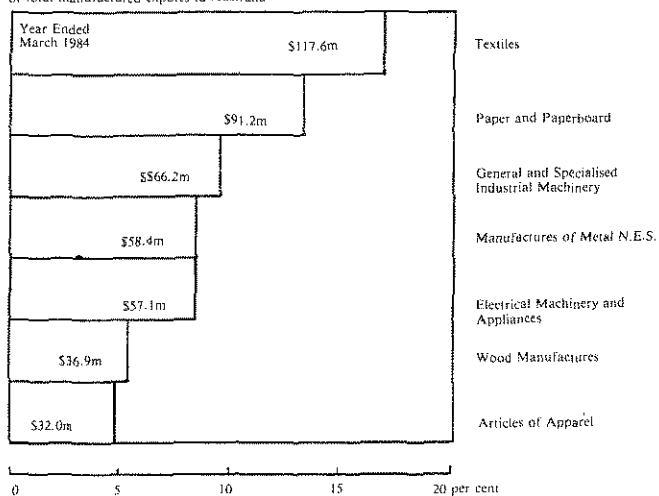 of total manufactured exports to Australia
Year Ended
March 1984
$117.6m
Textiles
$91.2m
Paper and Paperboard
$$66.2m
General and Specialised
Industrial Machinery
$58.4m
Manufactures of Metal N.E.S.
$57.1m
Electrical Machinery and
Appliances
$36.9m
Wood Manufactures
$32.0m
Articles of Apparel
0 5 10 15 20 per cent